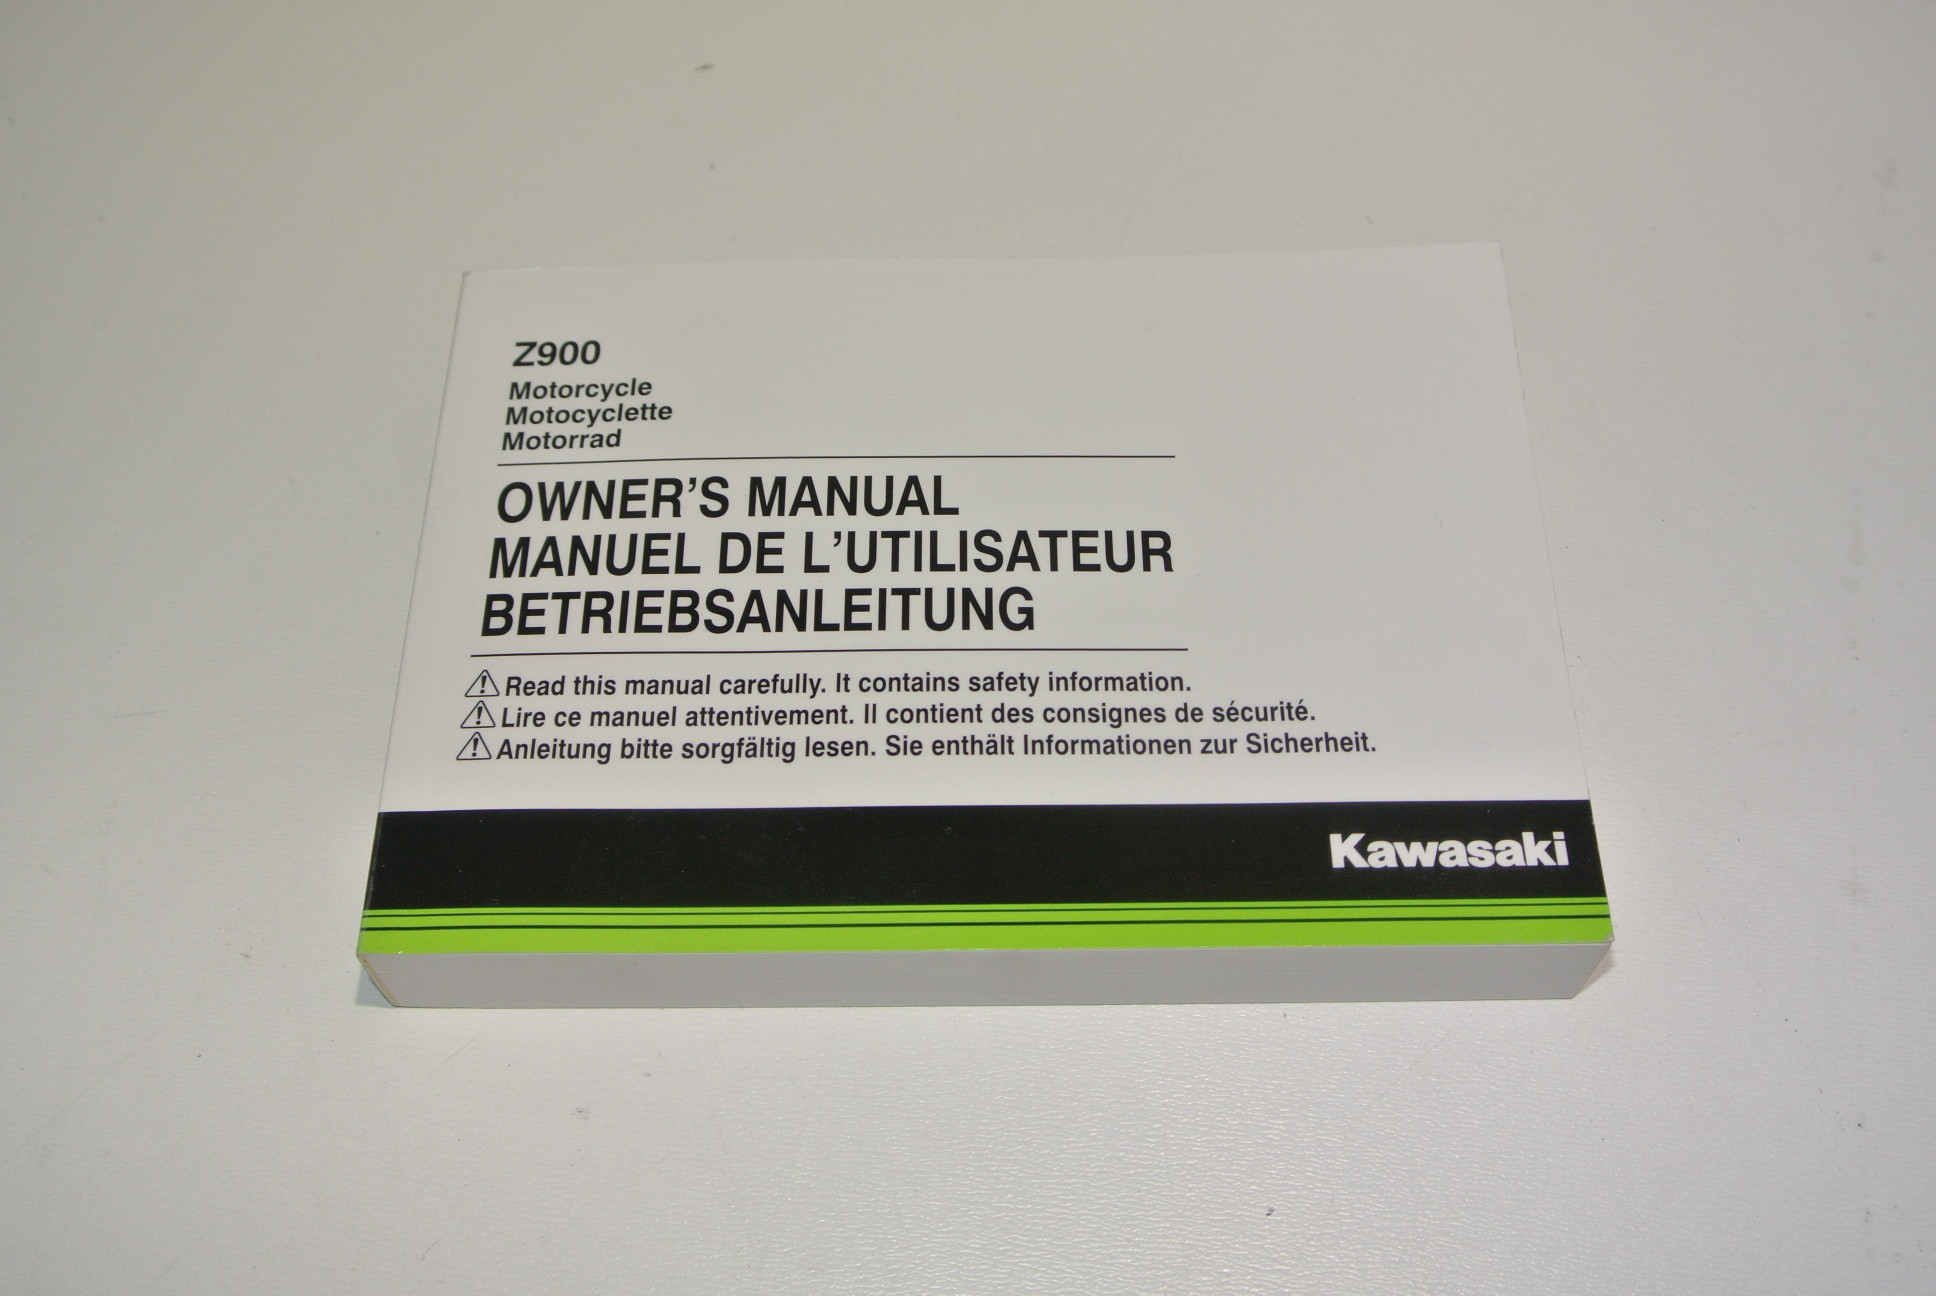 Z900
Motorcycle
Motocyclette
Motorrad
OWNER'S MANUAL
MANUEL DE L'UTILISATEUR
BETRIEBSANLEITUNG
Read this manual carefully. It contains safety information.
Lire ce manuel attentivement. Il contient des consignes de sécurité.
Anleitung bitte sorgfältig lesen. Sie enthält Informationen zur Sicherheit.
Kawasaki